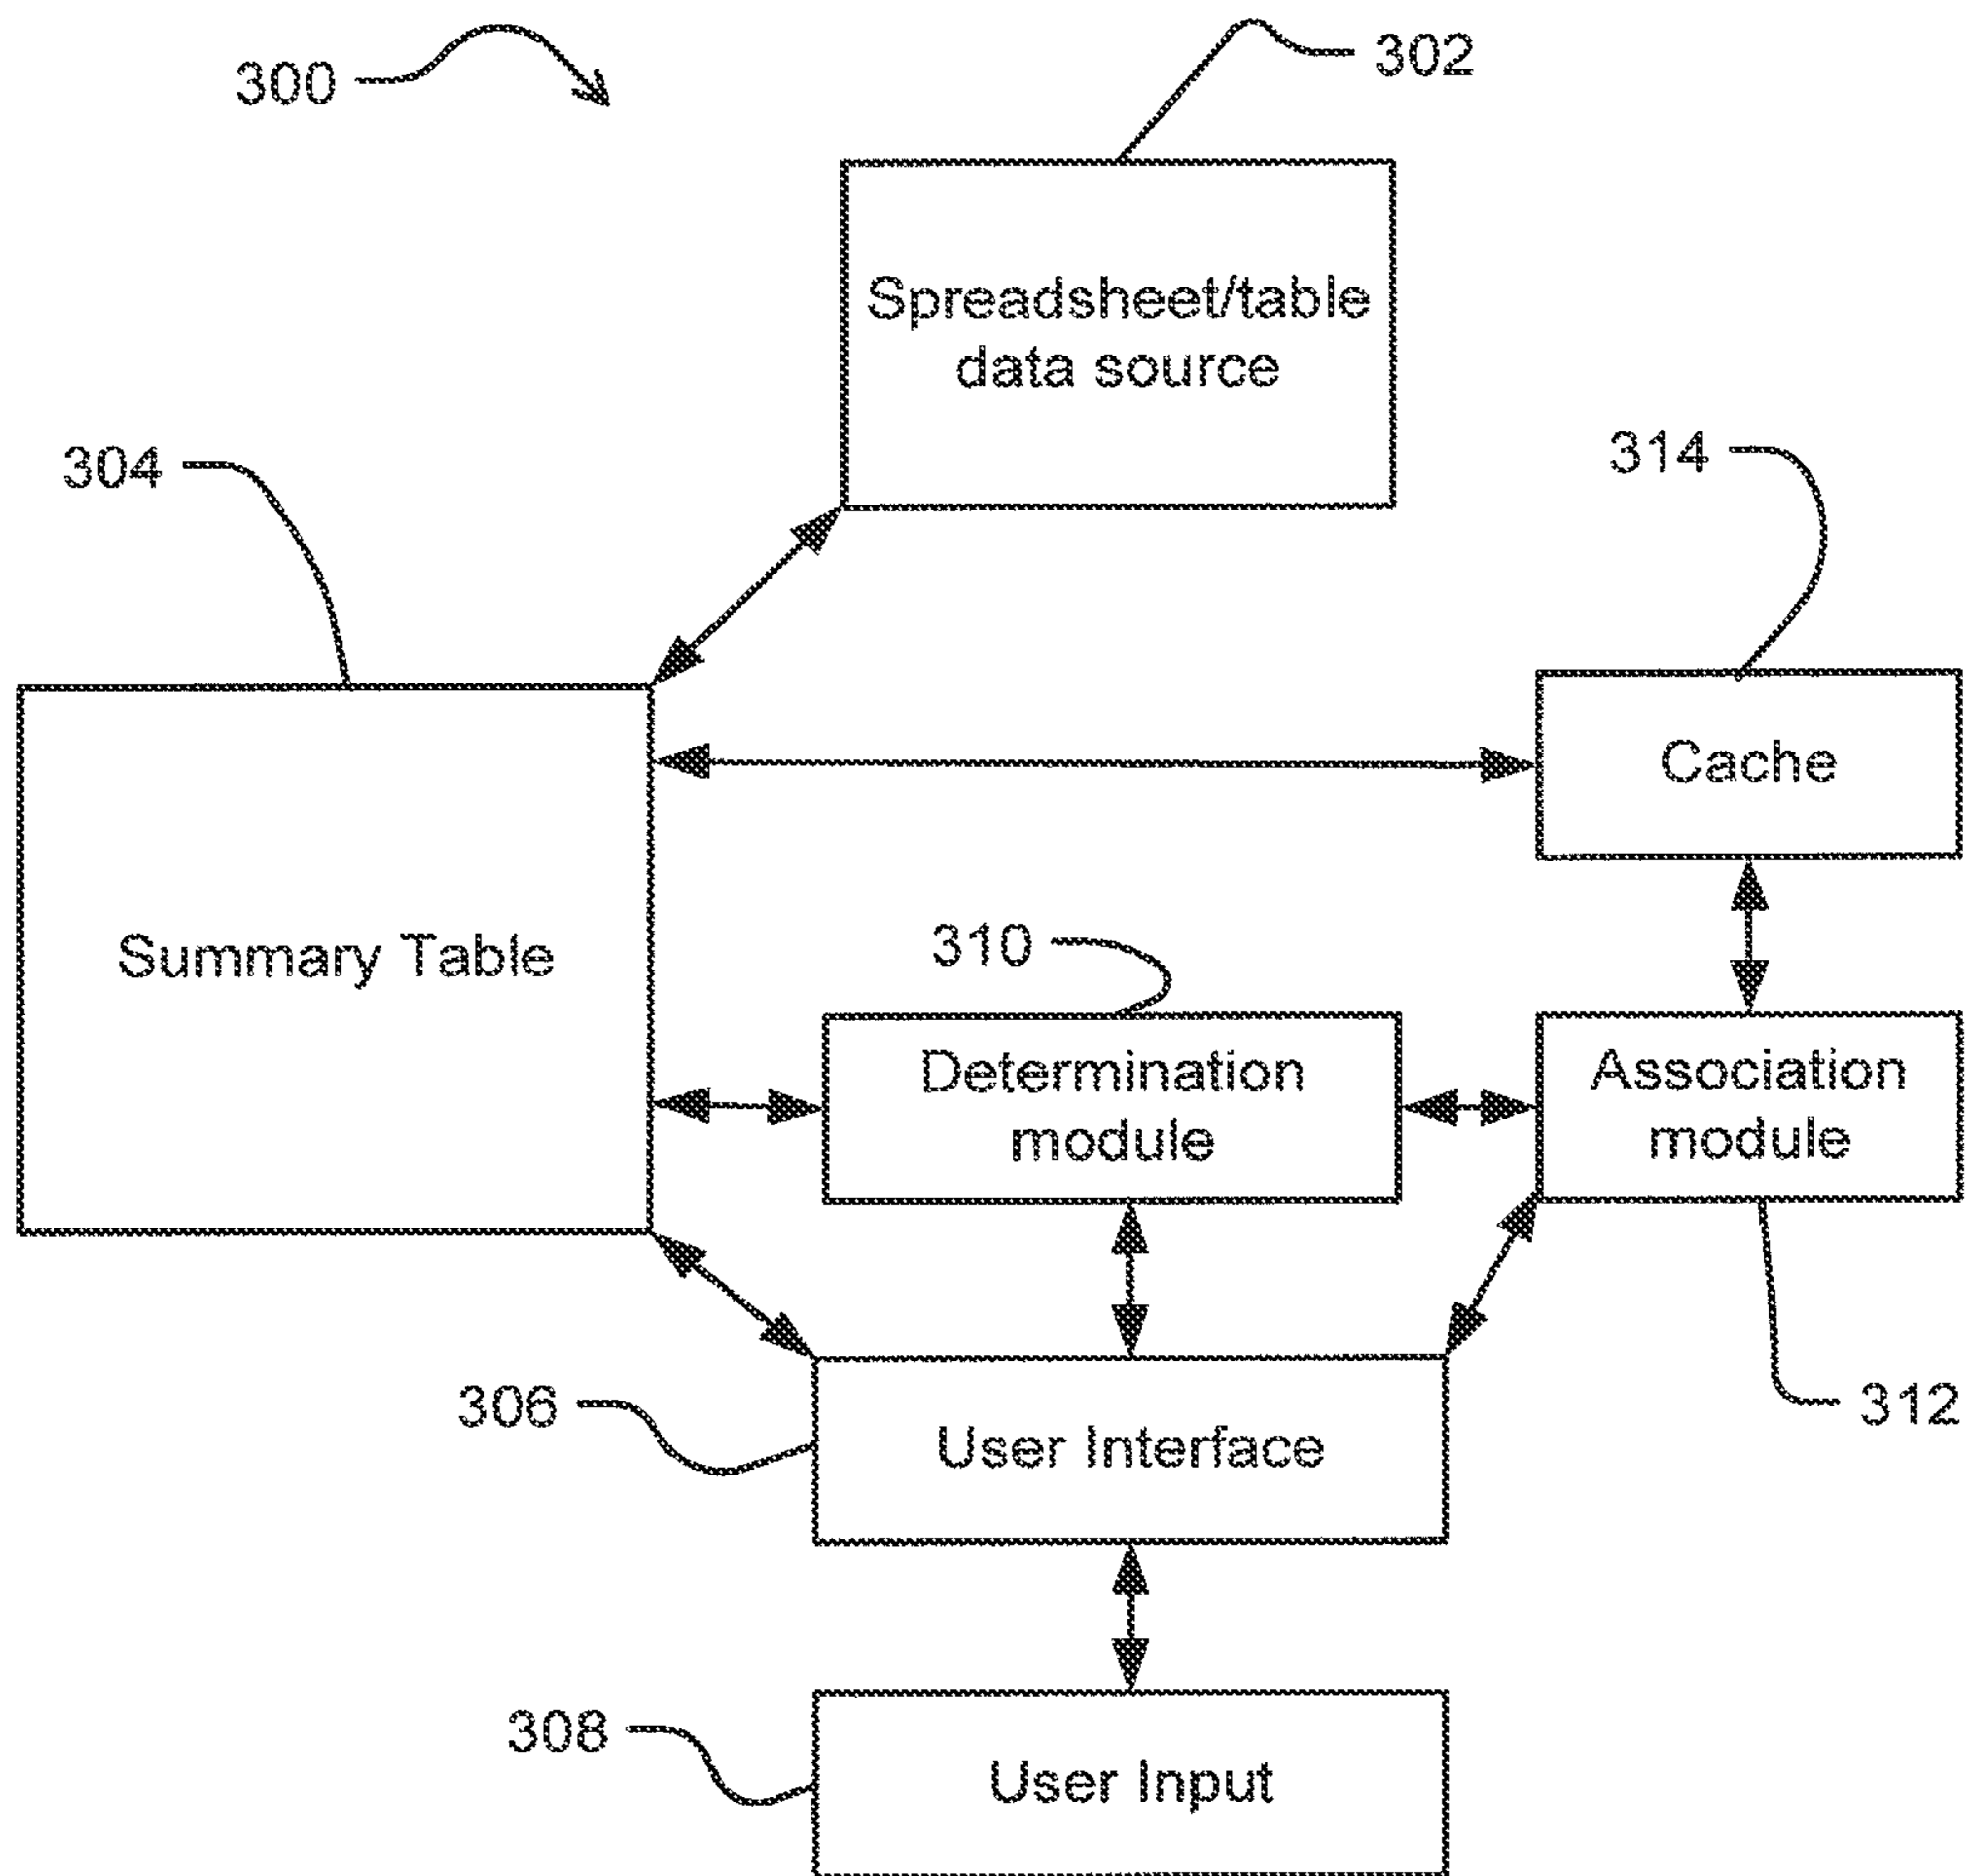 300
302
Spreadsheet/table
data source
304
314
Cache
Summary Table
310
Determination
module
Association
module
306
User Interface
312
308
User Input